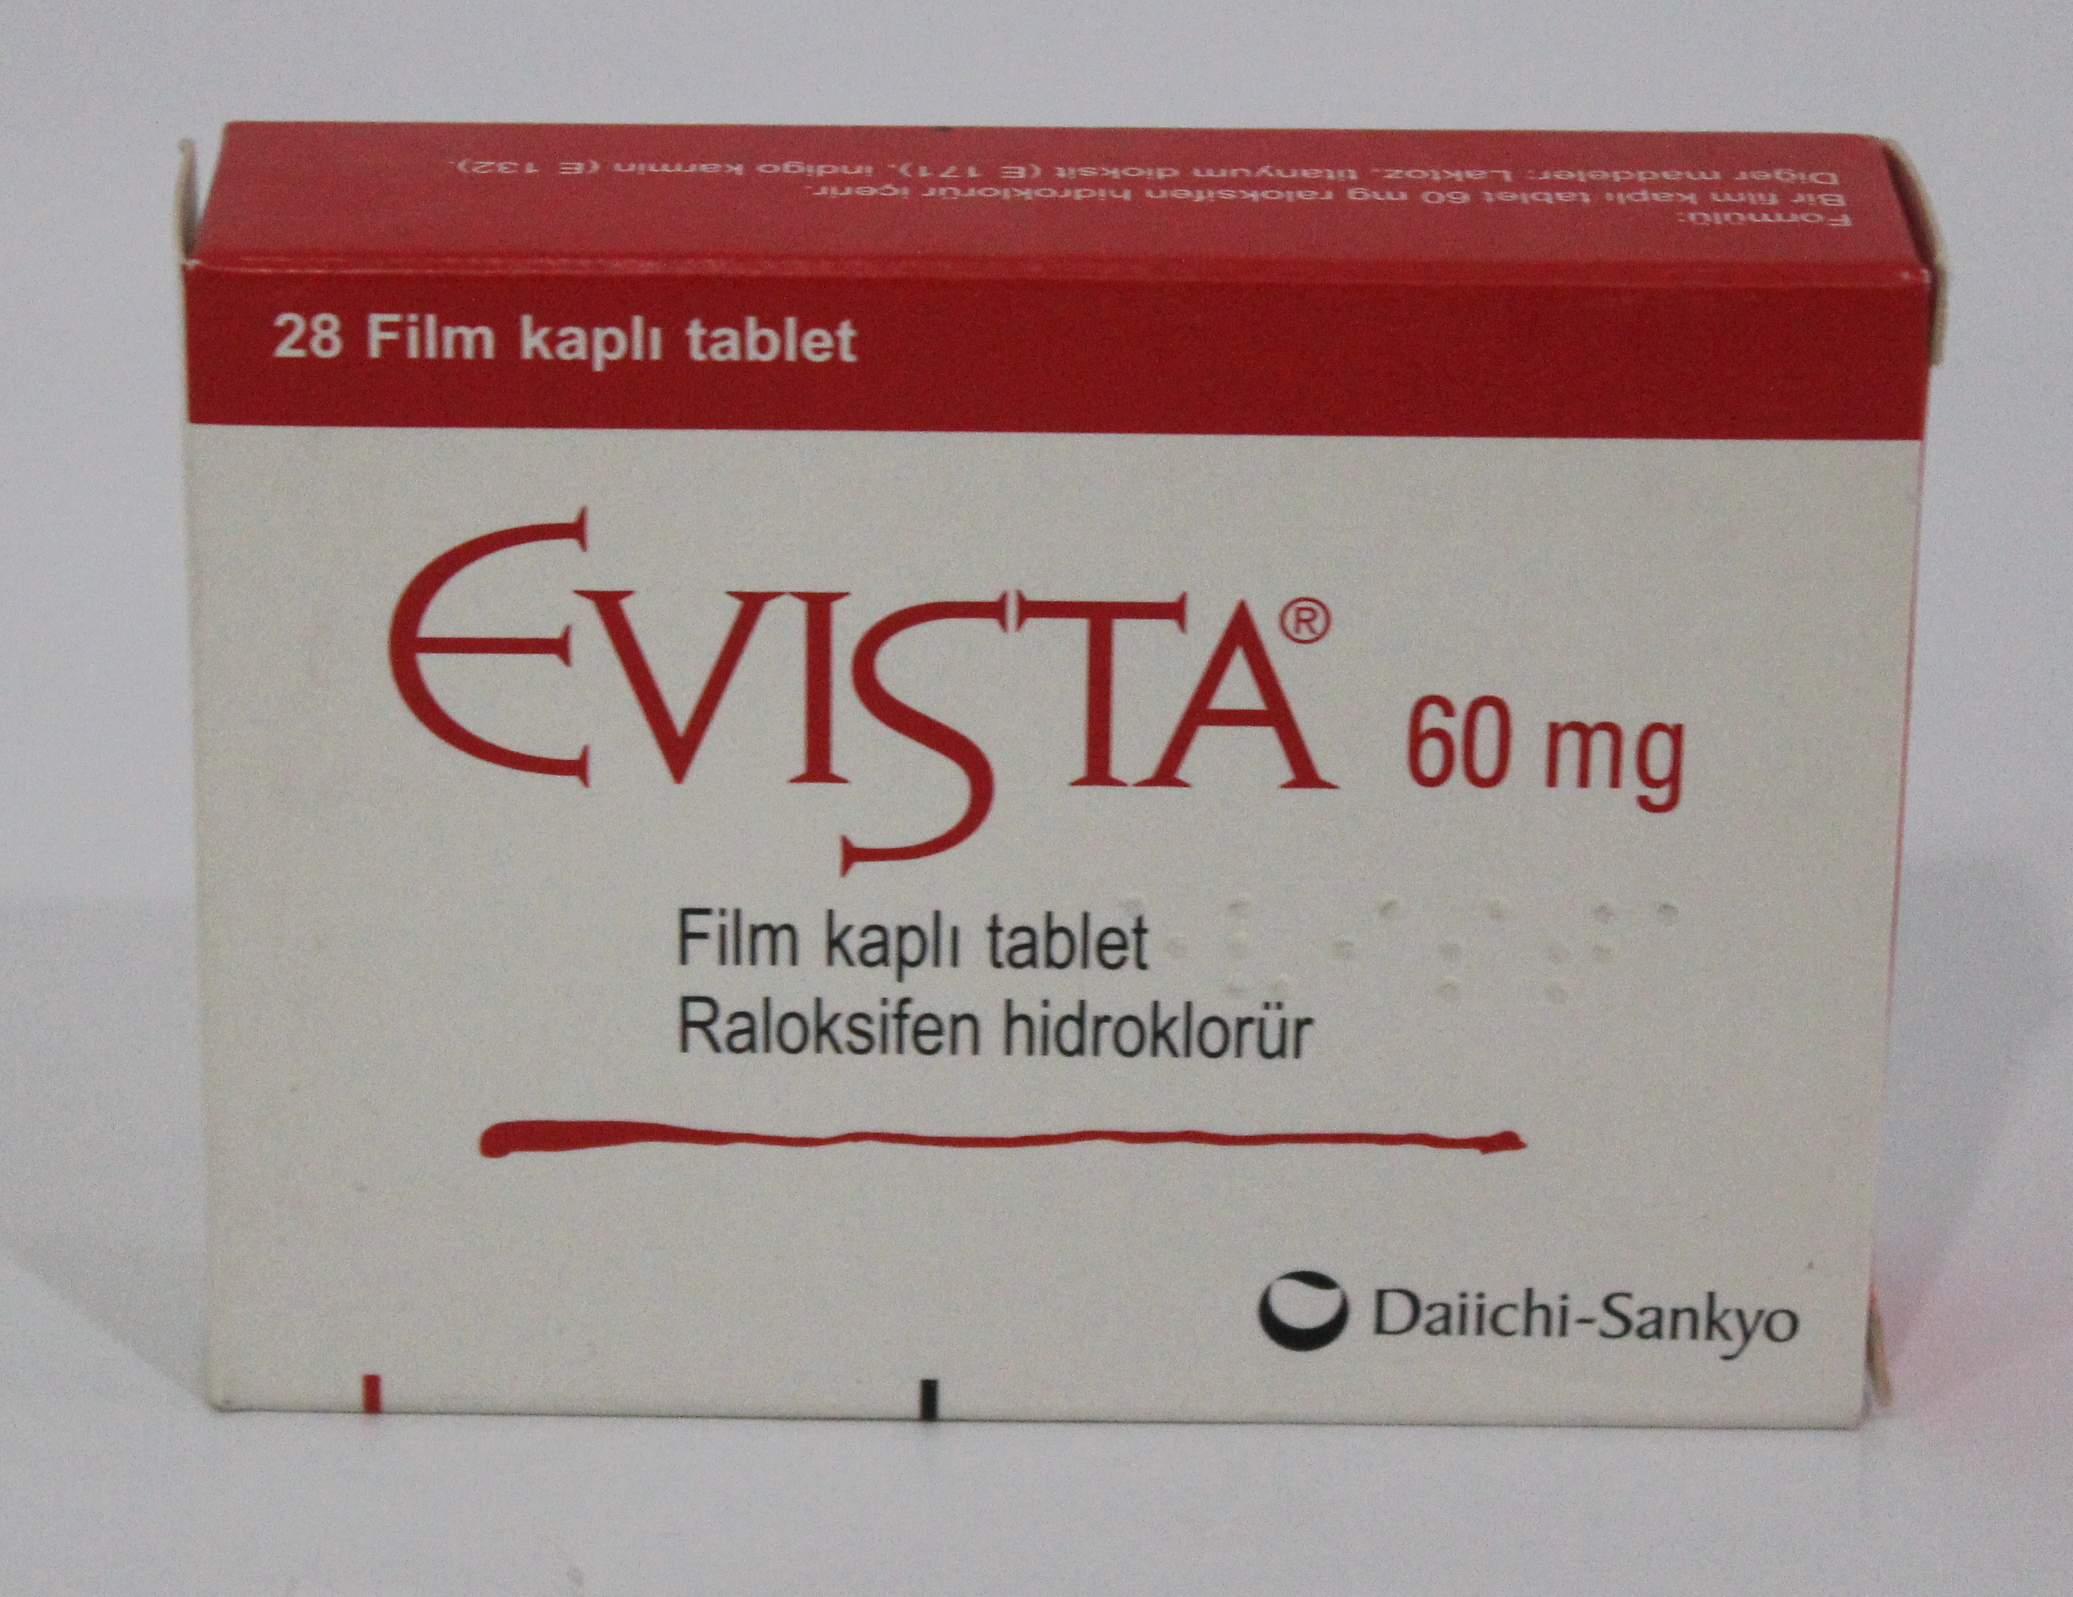 Formülü:
Bir film kaplı tablet 60 mg raloksifen hidroklorür içerir.
Diğer maddeler: Laktoz, titanyum dioksit (E 171), indigo karmin (E 132).
28 Film kaplı tablet
EVISTA® 60 mg
Film kaplı tablet
Raloksifen hidroklorür
Daiichi-Sankyo